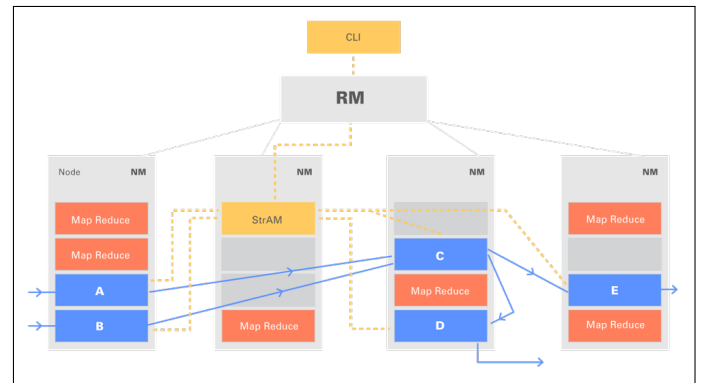 CLI
RM
Node NM
NM
NM
NM
Map Reduce
StrAM
Map Reduce
Map Reduce
C
A
Map Reduce
E
B
Map Reduce
D
Map Reduce